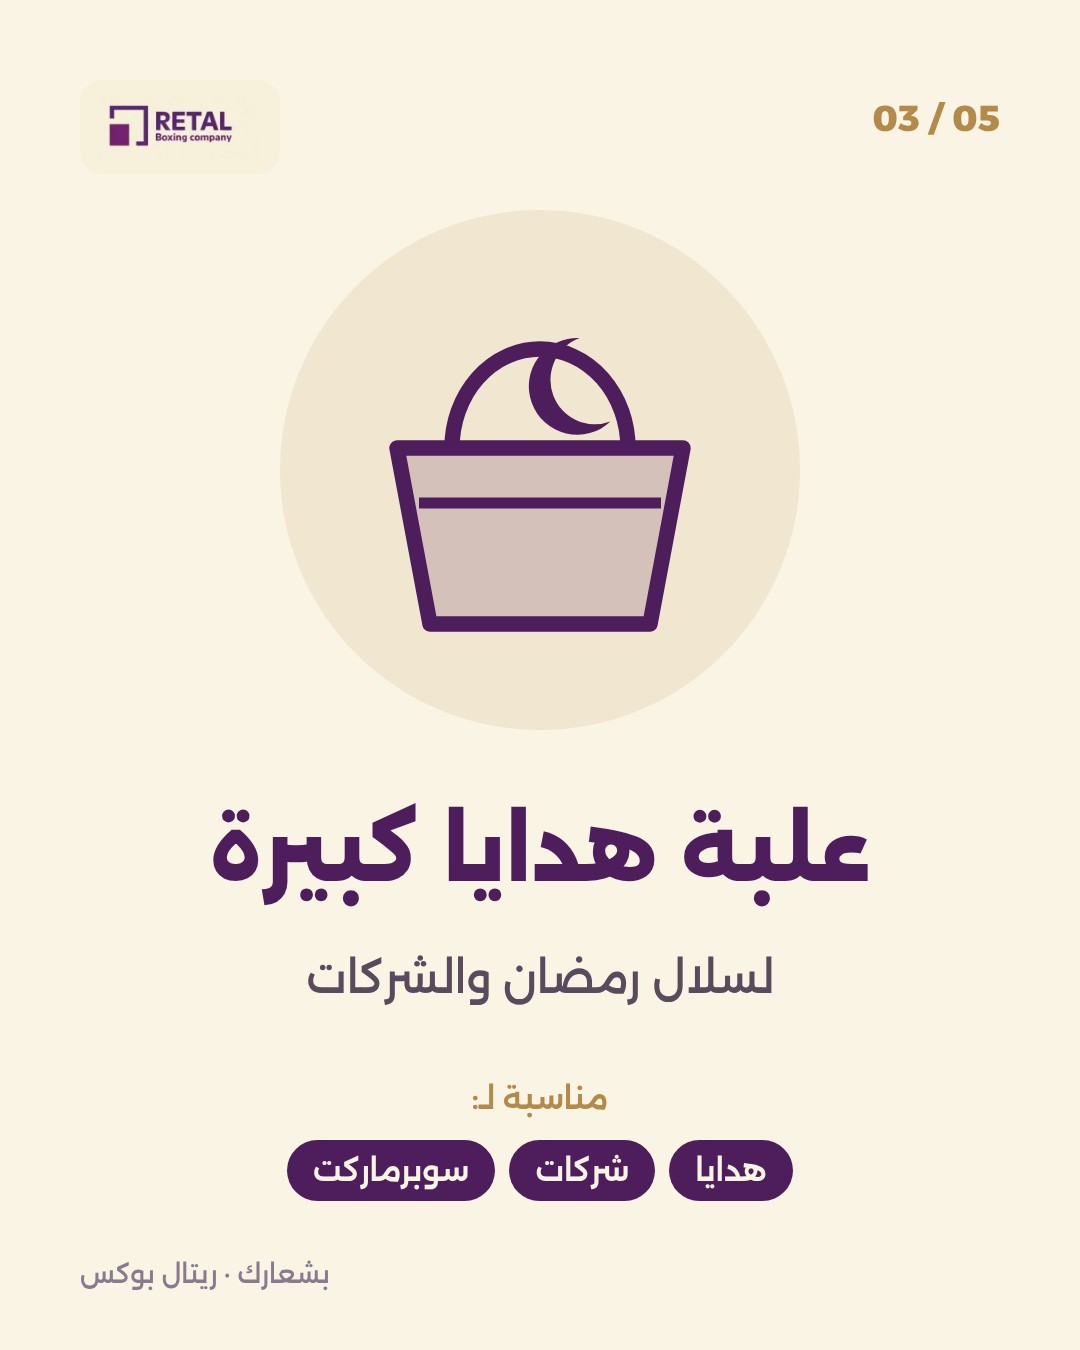 RETAL
Boxing company
03 / 05
علبة هدايا كبيرة
لسلال رمضان والشركات
مناسبة لـ:
هدايا شركات سوبرماركت
بشعارك · ريتال بوكس